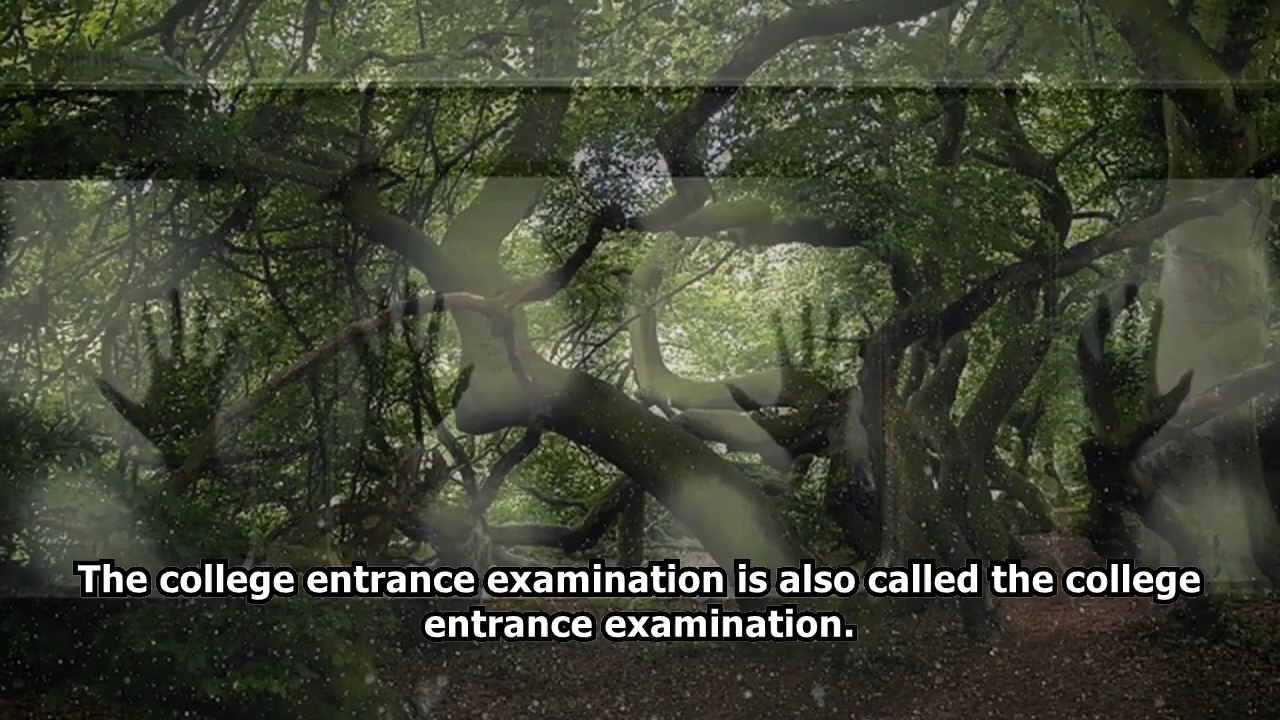 The college entrance examination is also called the college
entrance examination.